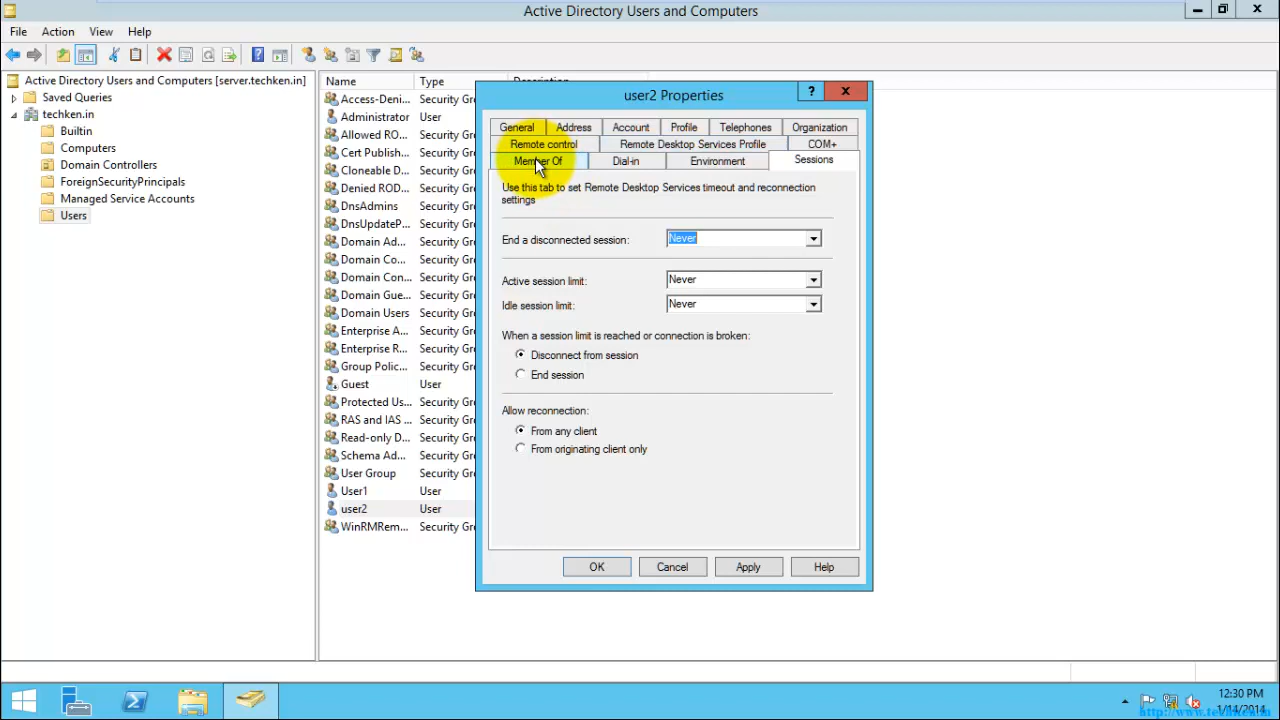 Active Directory Users and Computers
File Action View Help
Active Directory Users and Computers [server.techken.in]
Saved Queries
techken.in
Builtin
Computers
Domain Controllers
ForeignSecurityPrincipals
Managed Service Accounts
Users
Name Type Description
Access-Deni... Security Gr
Administrator User
Allowed RO... Security Gr
Cert Publish... Security Gr
Cloneable D... Security Gr
Denied ROD... Security Gr
DnsAdmins Security Gr
DnsUpdateP... Security Gr
Domain Ad... Security Gr
Domain Co... Security Gr
Domain Con... Security Gr
Domain Gue... Security Gr
Domain Users Security Gr
Enterprise A... Security Gr
Enterprise R... Security Gr
Group Polic... Security Gr
Guest User
Protected Us... Security Gr
RAS and IAS ... Security Gr
Read-only D... Security Gr
Schema Ad... Security Gr
User Group Security Gr
User1 User
user2 User
WinRMRem... Security Gr
user2 Properties
General Address Account Profile Telephones Organization
Remote control Remote Desktop Services Profile COM+
Member Of Dial-in Environment Sessions
Use this tab to set Remote Desktop Services timeout and reconnection
settings
End a disconnected session: Never
Active session limit: Never
Idle session limit: Never
When a session limit is reached or connection is broken:
Disconnect from session
End session
Allow reconnection:
From any client
From originating client only
OK Cancel Apply Help
12:30 PM
1/14/2014
http://www.techken.in